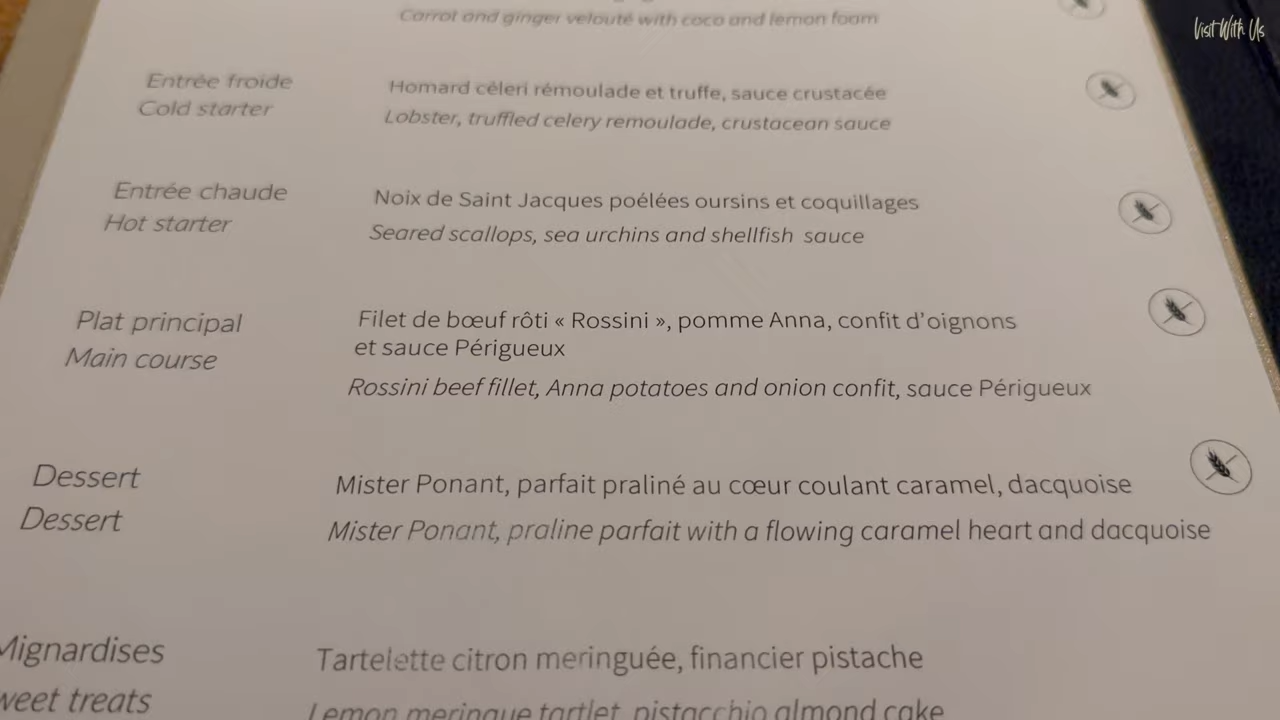 Carrot and ginger velouté with coco and lemon foam
Visit With Us
Entrée froide
Cold starter
Homard céleri rémoulade et truffe, sauce crustacée
Lobster, truffled celery remoulade, crustacean sauce
Entrée chaude
Hot starter
Noix de Saint Jacques poélées oursins et coquillages
Seared scallops, sea urchins and shellfish sauce
Plat principal
Main course
Filet de bœuf rôti « Rossini », pomme Anna, confit d'oignons
et sauce Périgueux
Rossini beef fillet, Anna potatoes and onion confit, sauce Périgueux
Dessert
Dessert
Mister Ponant, parfait praliné au cœur coulant caramel, dacquoise
Mister Ponant, praline parfait with a flowing caramel heart and dacquoise
Mignardises
weet treats
Tartelette citron meringuée, financier pistache
Lemon meringue tartlet, pistacchio almond cake